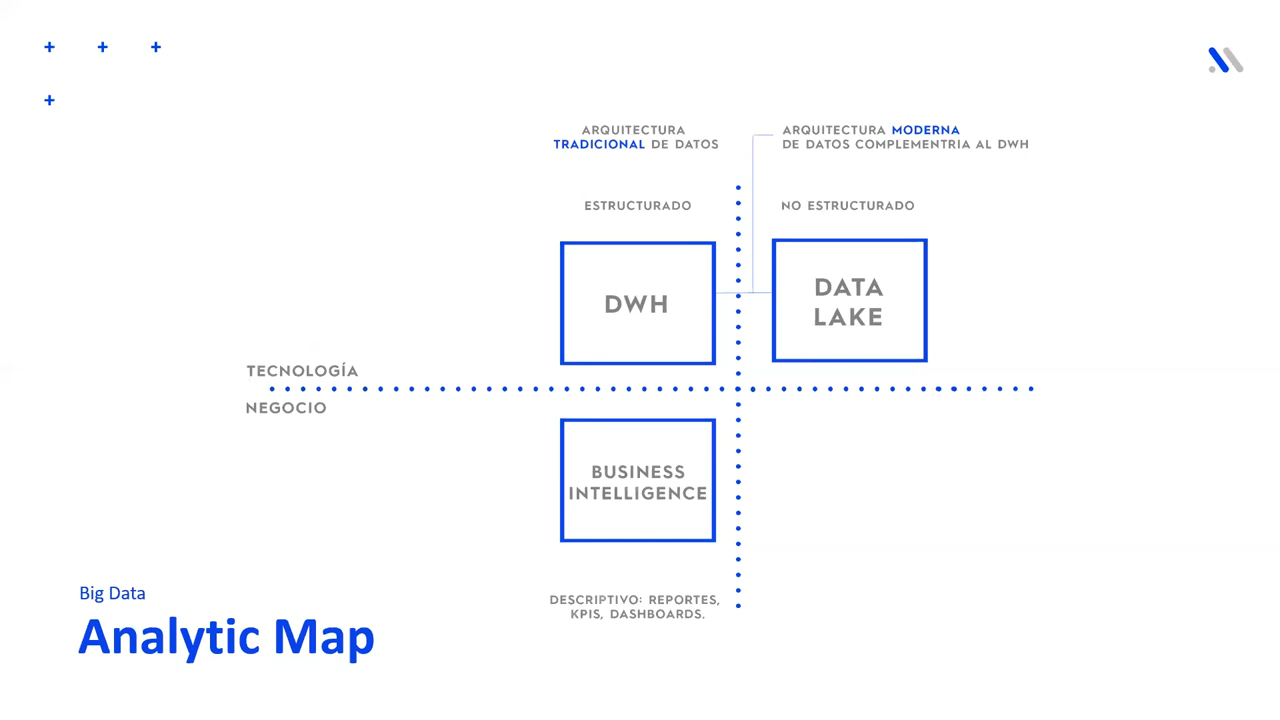 ARQUITECTURA
TRADICIONAL DE DATOS
ARQUITECTURA MODERNA
DE DATOS COMPLEMENTRIA AL DWH
ESTRUCTURADO
NO ESTRUCTURADO
DWH
DATA
LAKE
TECNOLOGÍA
NEGOCIO
BUSINESS
INTELLIGENCE
DESCRIPTIVO: REPORTES,
KPIS, DASHBOARDS.
Big Data
Analytic Map